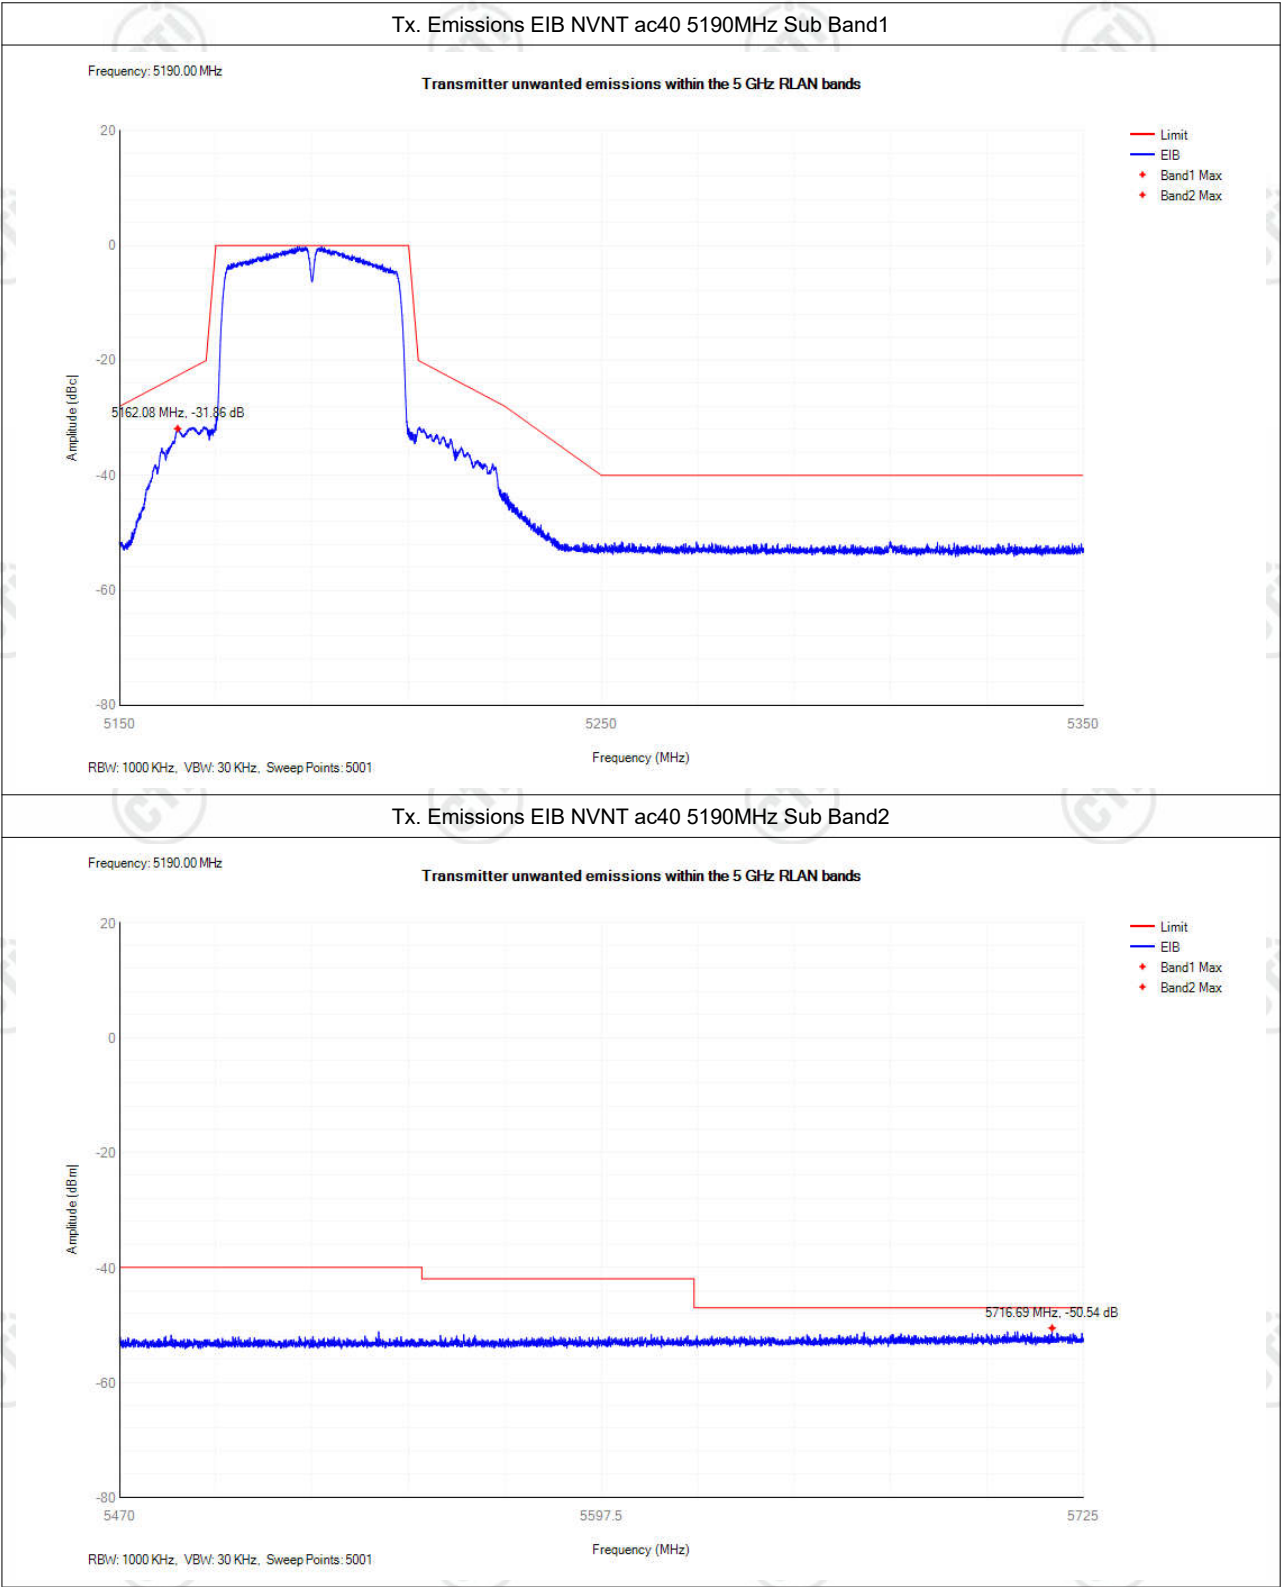 Tx. Emissions EIB NVNT ac40 5190MHz Sub Band1
Frequency: 5190.00 MHz
Transmitter unwanted emissions within the 5 GHz RLAN bands
Limit
EIB
Band1 Max
Band2 Max
20
0
-20
-40
-60
-80
Amplitude [dBc]
5162.08 MHz, -31.86 dB
5150
5250
5350
Frequency (MHz)
RBW: 1000 KHz, VBW: 30 KHz, Sweep Points: 5001
Tx. Emissions EIB NVNT ac40 5190MHz Sub Band2
Frequency: 5190.00 MHz
Transmitter unwanted emissions within the 5 GHz RLAN bands
Limit
EIB
Band1 Max
Band2 Max
20
0
-20
-40
-60
-80
Amplitude [dBm]
5716.69 MHz, -50.54 dB
5470
5597.5
5725
Frequency (MHz)
RBW: 1000 KHz, VBW: 30 KHz, Sweep Points: 5001